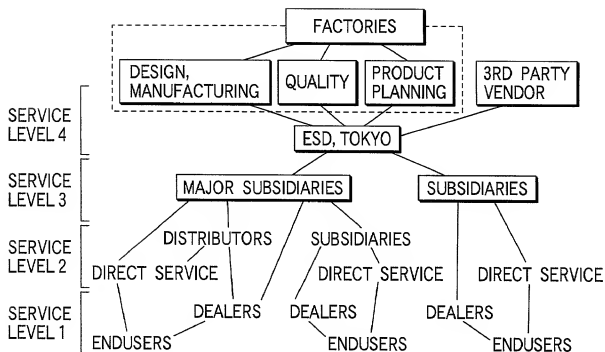 FACTORIES
DESIGN,
MANUFACTURING
QUALITY
PRODUCT
PLANNING
3RD PARTY
VENDOR
SERVICE
LEVEL 4
ESD, TOKYO
SERVICE
LEVEL 3
MAJOR SUBSIDIARIES
SUBSIDIARIES
SERVICE
LEVEL 2
DISTRIBUTORS
SUBSIDIARIES
DIRECT SERVICE
DIRECT SERVICE
DIRECT SERVICE
SERVICE
LEVEL 1
DEALERS
DEALERS
DEALERS
ENDUSERS
ENDUSERS
ENDUSERS